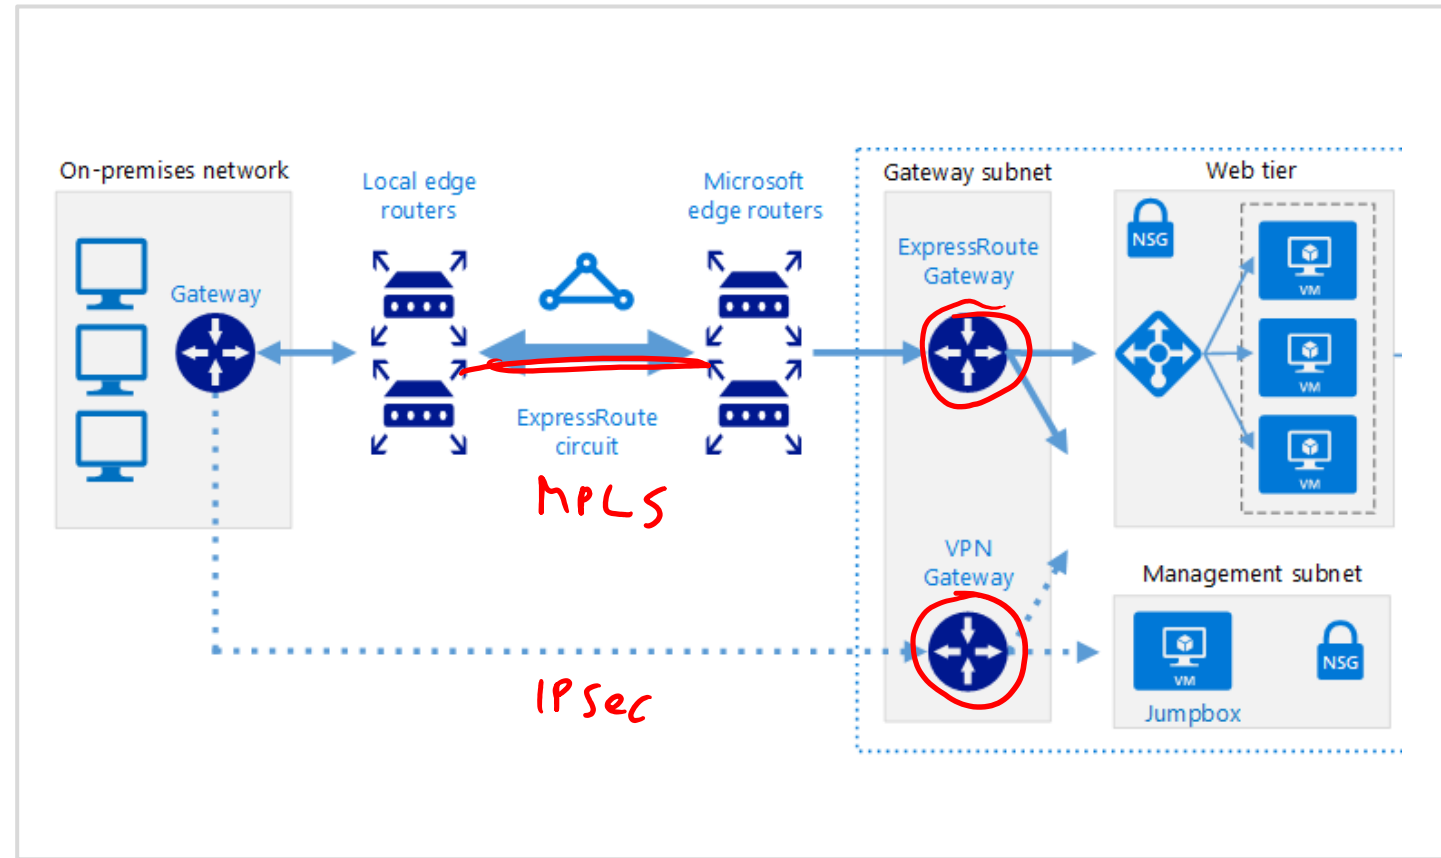 On-premises network
Gateway
Local edge
routers
Microsoft
edge routers
ExpressRoute
circuit
MPLS
IPSec
Gateway subnet
ExpressRoute
Gateway
VPN
Gateway
Web tier
NSG
VM
VM
VM
Management subnet
VM
Jumpbox
NSG